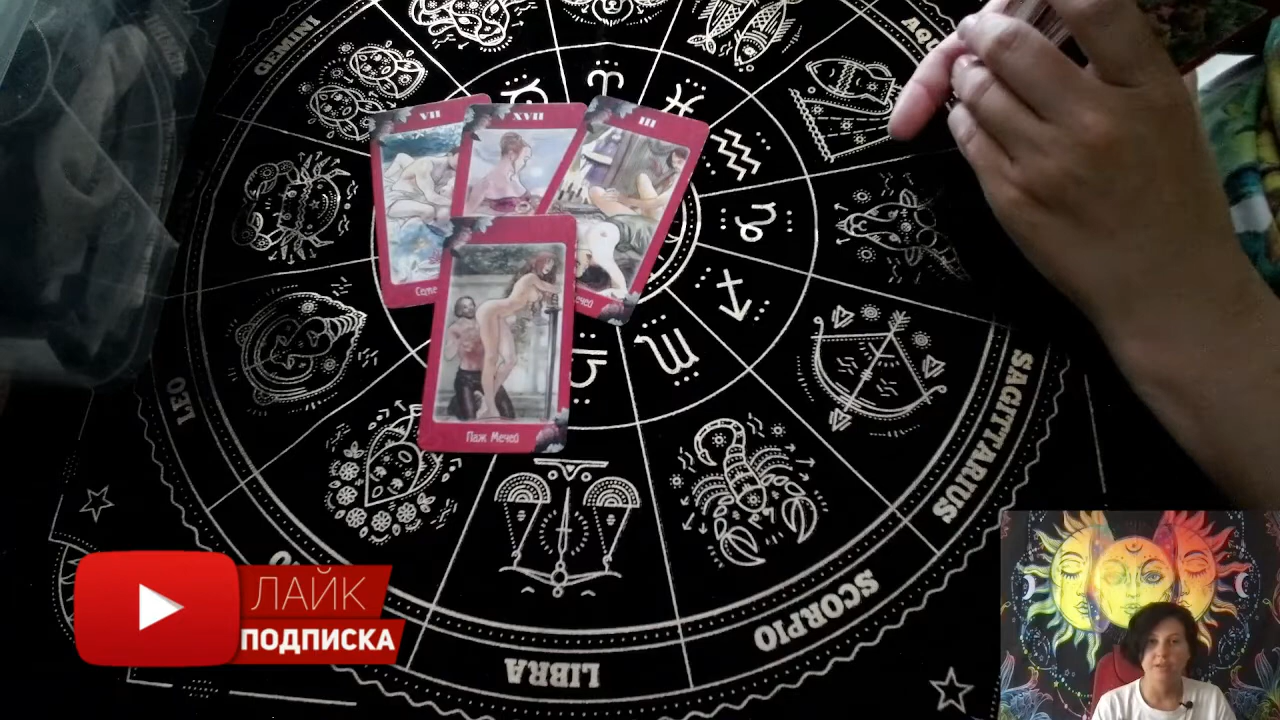 GEMINI
AQU
VII
XVII
III
LEO
Паж Мечей
SAGITTARIUS
SCORPIO
LIBRA
ЛАЙК
ПОДПИСКА